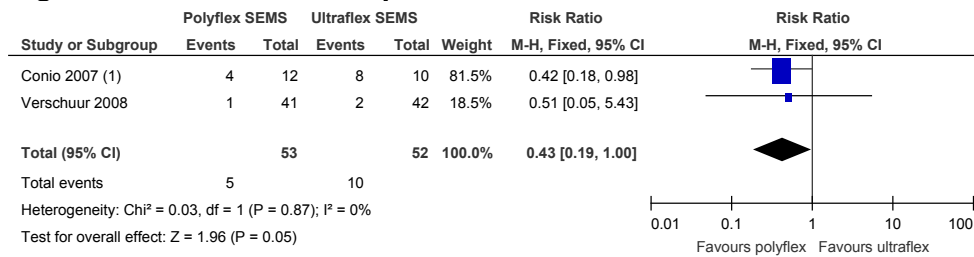 Polyflex SEMS Ultraflex SEMS Risk Ratio Risk Ratio
Study or Subgroup Events Total Events Total Weight M-H, Fixed, 95% CI M-H, Fixed, 95% CI
Conio 2007 (1) 4 12 8 10 81.5% 0.42 [0.18, 0.98]
Verschuur 2008 1 41 2 42 18.5% 0.51 [0.05, 5.43]
Total (95% CI) 53 52 100.0% 0.43 [0.19, 1.00]
Total events 5 10
Heterogeneity: Chi² = 0.03, df = 1 (P = 0.87); I² = 0%
Test for overall effect: Z = 1.96 (P = 0.05)
0.01 0.1 1 10 100
Favours polyflex Favours ultraflex